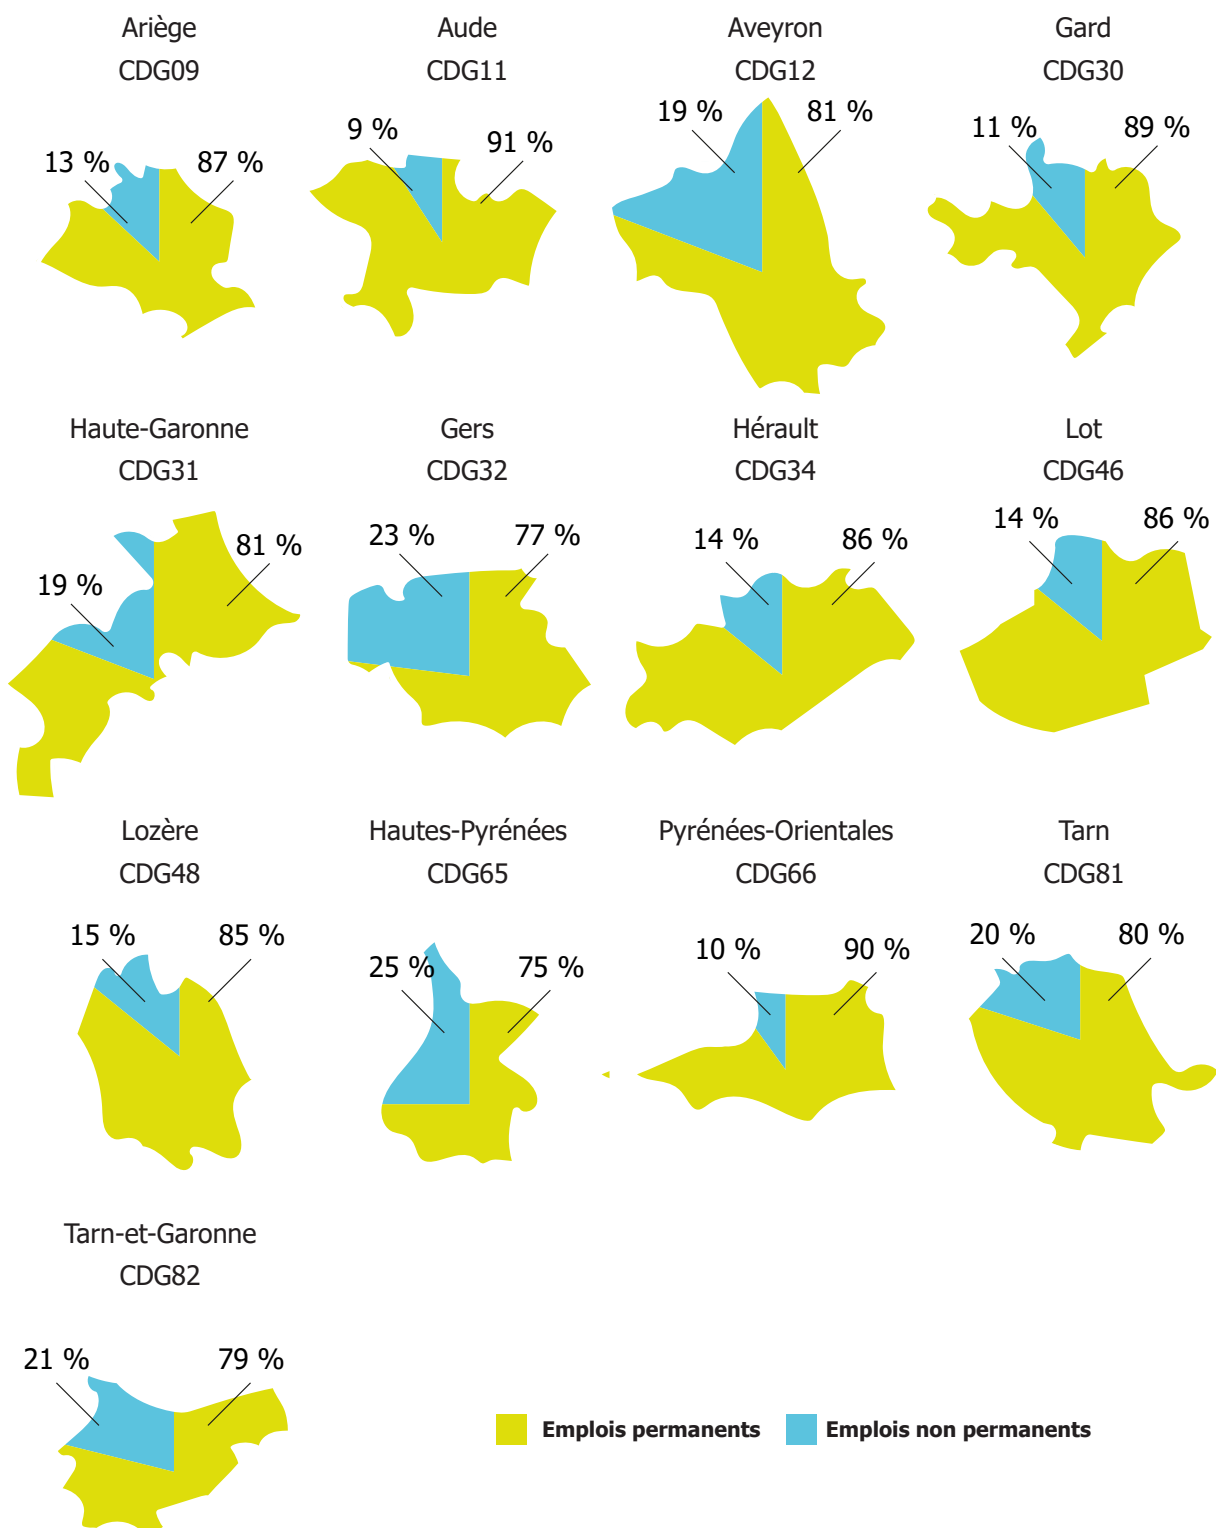 Ariège
CDG09
13 %
87 %
Aude
CDG11
9 %
91 %
Aveyron
CDG12
19 %
81 %
Gard
CDG30
11 %
89 %
Haute-Garonne
CDG31
19 %
81 %
Gers
CDG32
23 %
77 %
Hérault
CDG34
14 %
86 %
Lot
CDG46
14 %
86 %
Lozère
CDG48
15 %
85 %
Hautes-Pyrénées
CDG65
25 %
75 %
Pyrénées-Orientales
CDG66
10 %
90 %
Tarn
CDG81
20 %
80 %
Tarn-et-Garonne
CDG82
21 %
79 %
Emplois permanents
Emplois non permanents